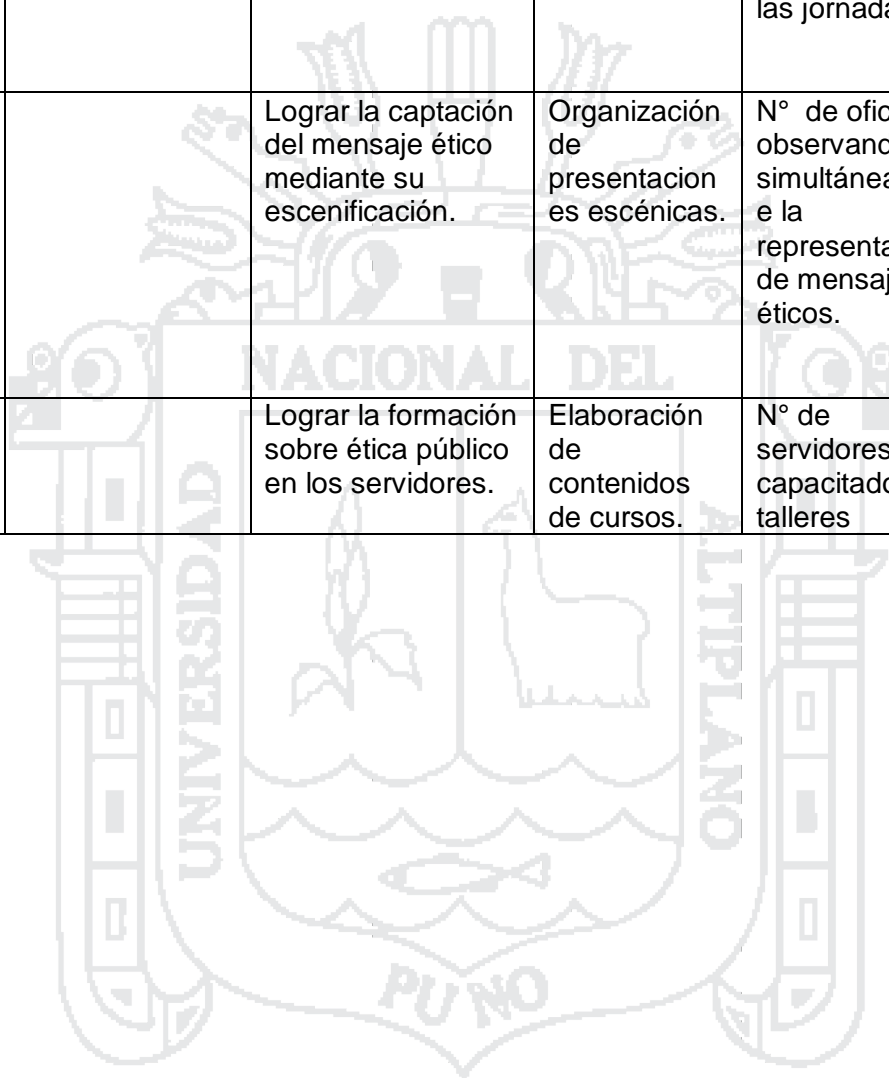 las jornada
Lograr la captación
del mensaje ético
mediante su
escenificación.
Organización
de
presentacion
es escénicas.
N° de ofic
observand
simultánea
e la
representa
de mensaj
éticos.
Lograr la formación
sobre ética público
en los servidores.
Elaboración
de
contenidos
de cursos.
N° de
servidores
capacitado
talleres
NACIONAL DEL
UNIVERSIDAD
ALTIPLANO
PUNO